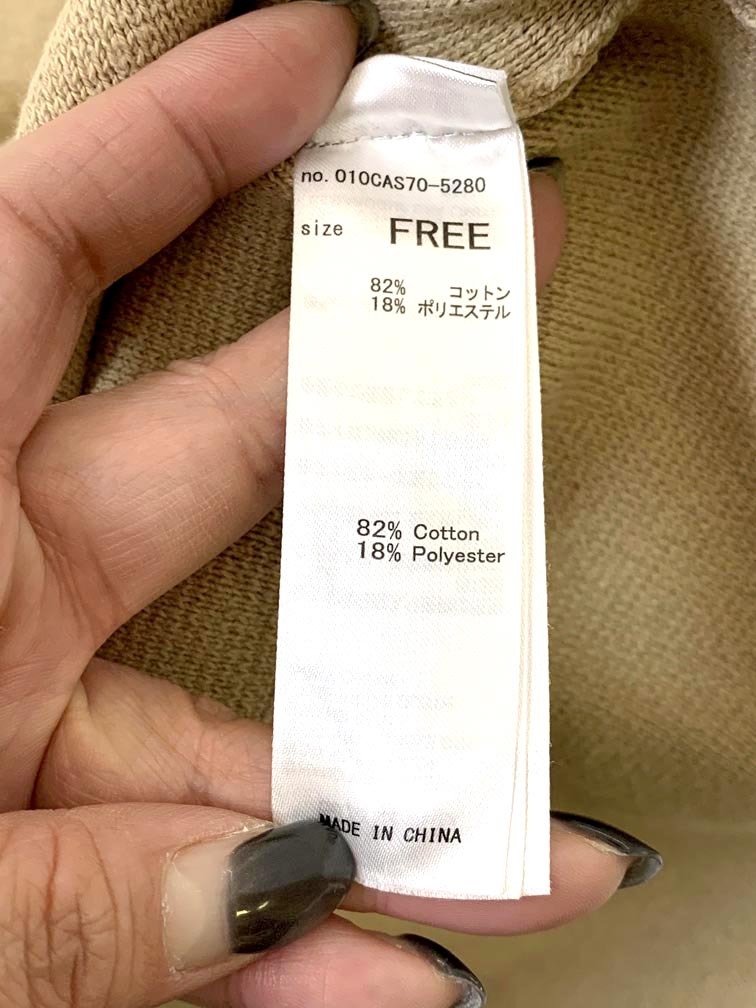 no. 010CAS70-5280
size FREE
82% コットン
18% ポリエステル
82% Cotton
18% Polyester
MADE IN CHINA